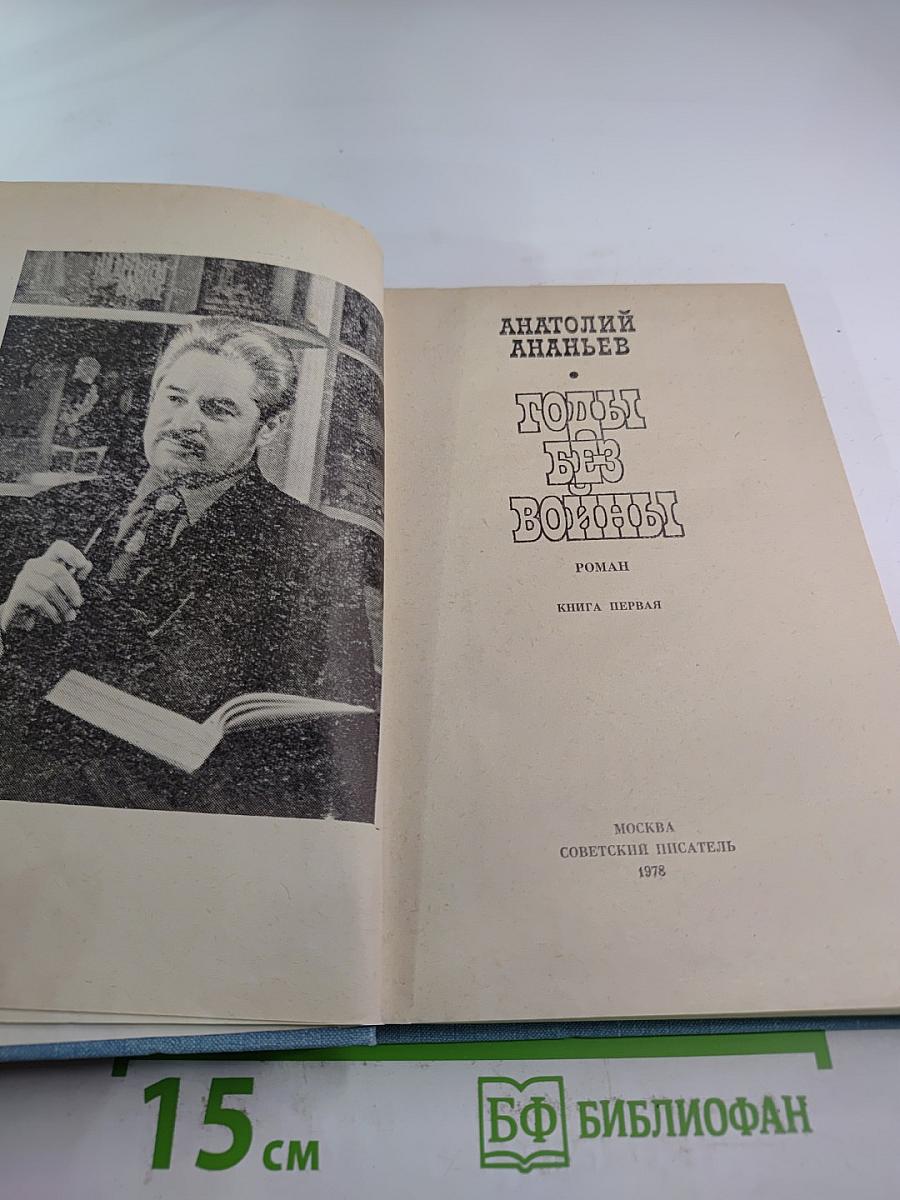 АНАТОЛИЙ
АНАНЬЕВ
•
ГОДЫ
БЕЗ
ВОЙНЫ
РОМАН
КНИГА ПЕРВАЯ
МОСКВА
СОВЕТСКИЙ ПИСАТЕЛЬ
1978
15 см
БФ БИБЛИОФАН